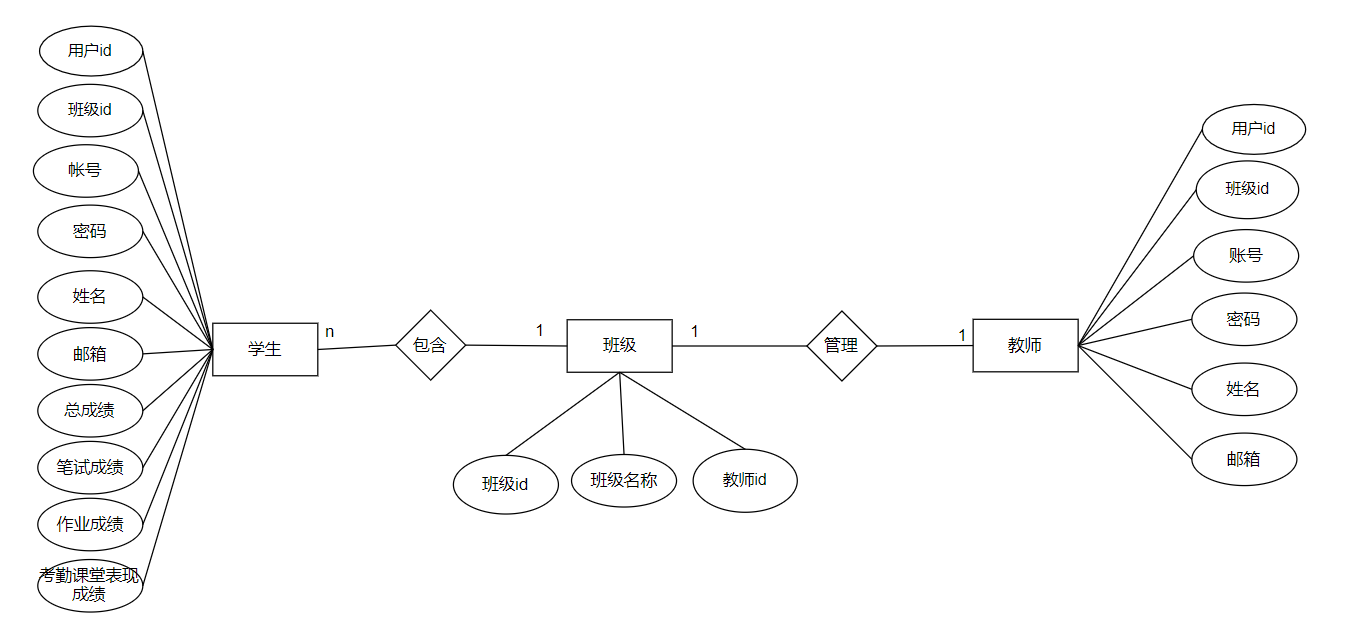 用户id
班级id
帐号
密码
姓名
邮箱
总成绩
笔试成绩
作业成绩
考勤课堂表现
成绩
学生
n
包含
1
班级
1
管理
1
教师
班级id
班级名称
教师id
用户id
班级id
账号
密码
姓名
邮箱